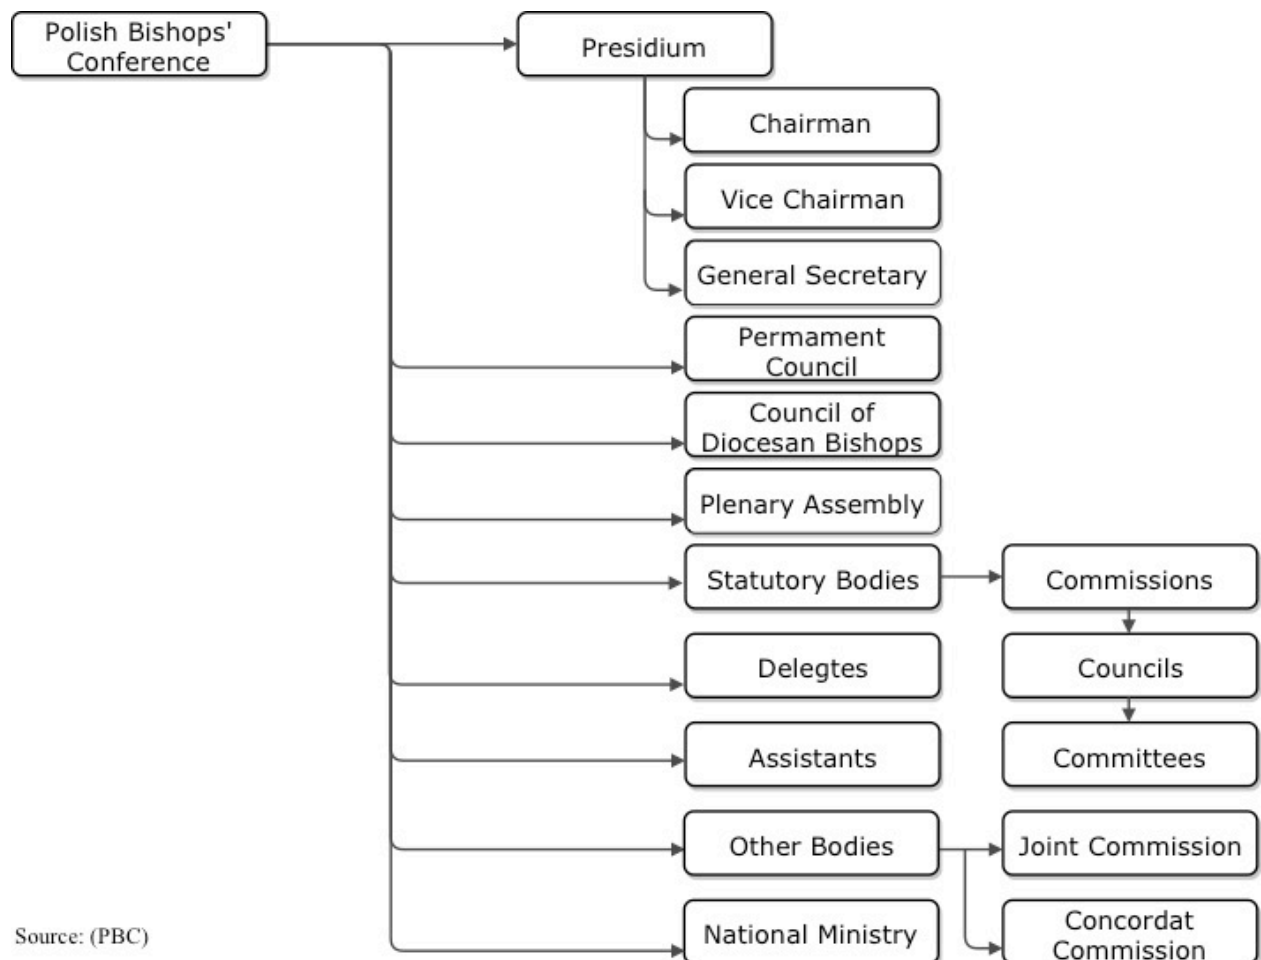 Polish Bishops'
Conference
Presidium
Chairman
Vice Chairman
General Secretary
Permament
Council
Council of
Diocesan Bishops
Plenary Assembly
Statutory Bodies
Commissions
Delegtes
Councils
Assistants
Committees
Other Bodies
Joint Commission
National Ministry
Concordat
Commission
Source: (PBC)